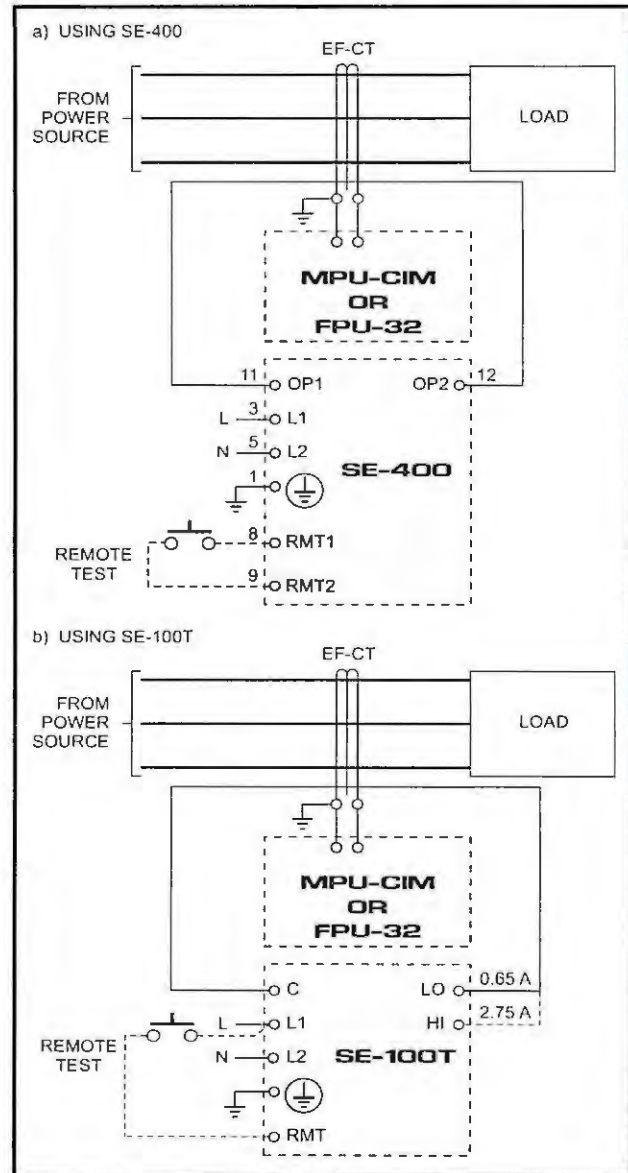 a) USING SE-400
EF-CT
FROM
POWER
SOURCE
LOAD
MPU-CIM
OR
FPU-32
11 OP1 OP2 12
L 3 L1
N 5 L2
SE-400
1
REMOTE
TEST
8 RMT1
9 RMT2
b) USING SE-100T
EF-CT
FROM
POWER
SOURCE
LOAD
MPU-CIM
OR
FPU-32
C LO 0.65 A
L L1 HI 2.75 A
REMOTE
TEST
N L2 SE-100T
RMT